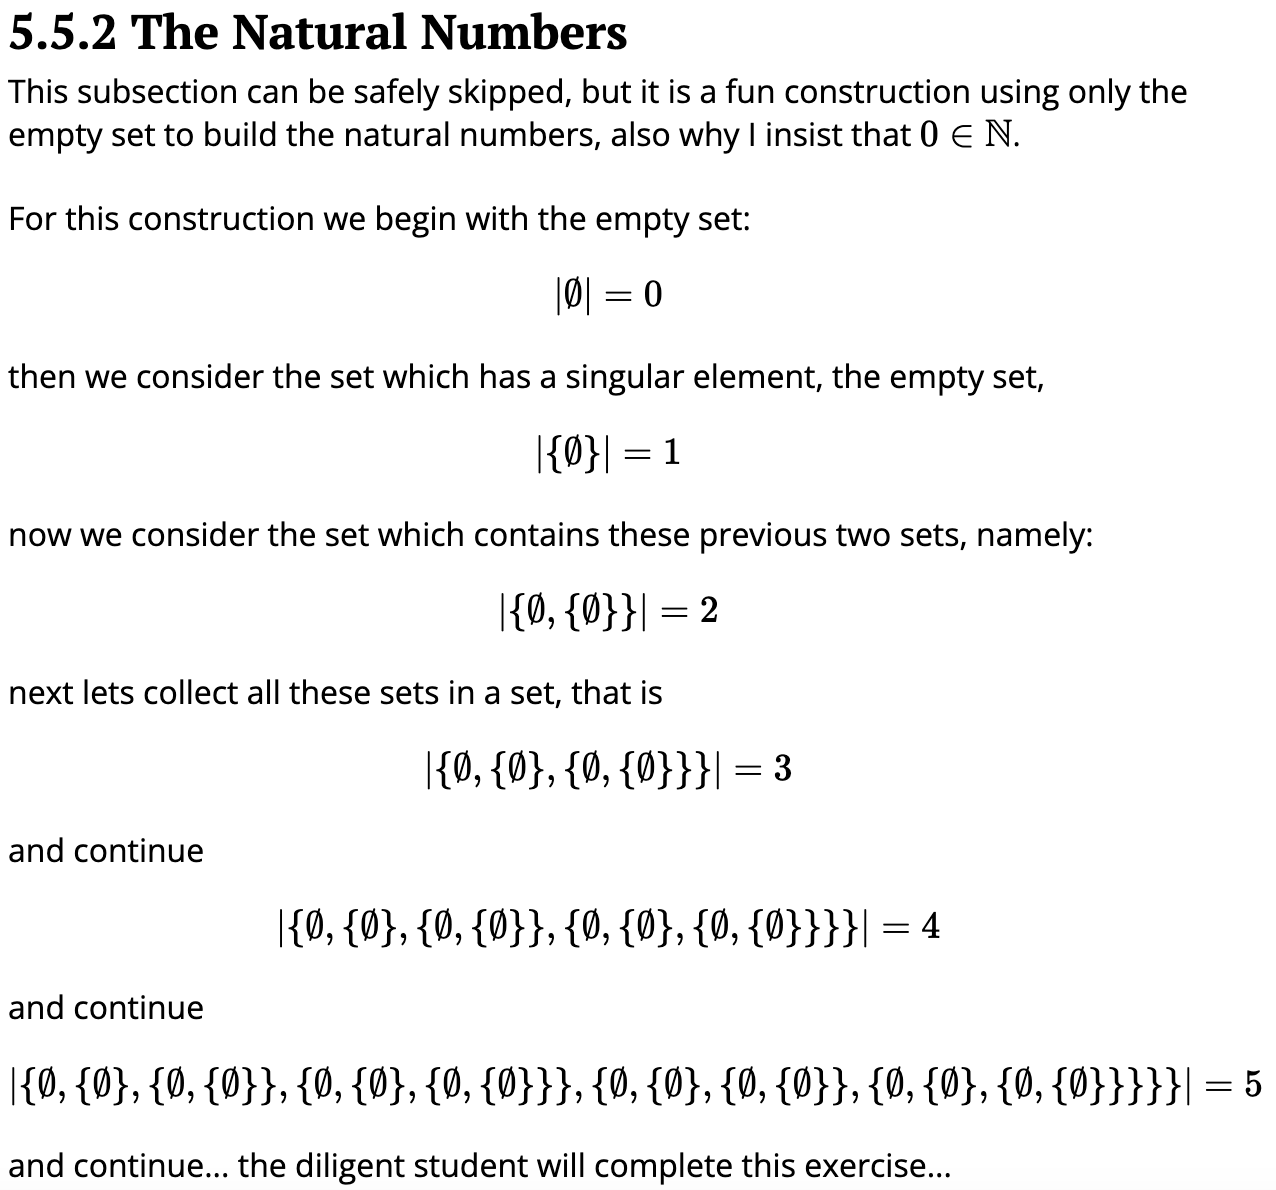 5.5.2 The Natural Numbers
This subsection can be safely skipped, but it is a fun construction using only the
empty set to build the natural numbers, also why I insist that 0 ∈ ℕ.
For this construction we begin with the empty set:
|∅| = 0
then we consider the set which has a singular element, the empty set,
|{∅}| = 1
now we consider the set which contains these previous two sets, namely:
|{∅, {∅}}| = 2
next lets collect all these sets in a set, that is
|{∅, {∅}, {∅, {∅}}}| = 3
and continue
|{∅, {∅}, {∅, {∅}}, {∅, {∅}, {∅, {∅}}}}| = 4
and continue
|{∅, {∅}, {∅, {∅}}, {∅, {∅}, {∅, {∅}}}, {∅, {∅}, {∅, {∅}}, {∅, {∅}, {∅, {∅}}}}}| = 5
and continue... the diligent student will complete this exercise...